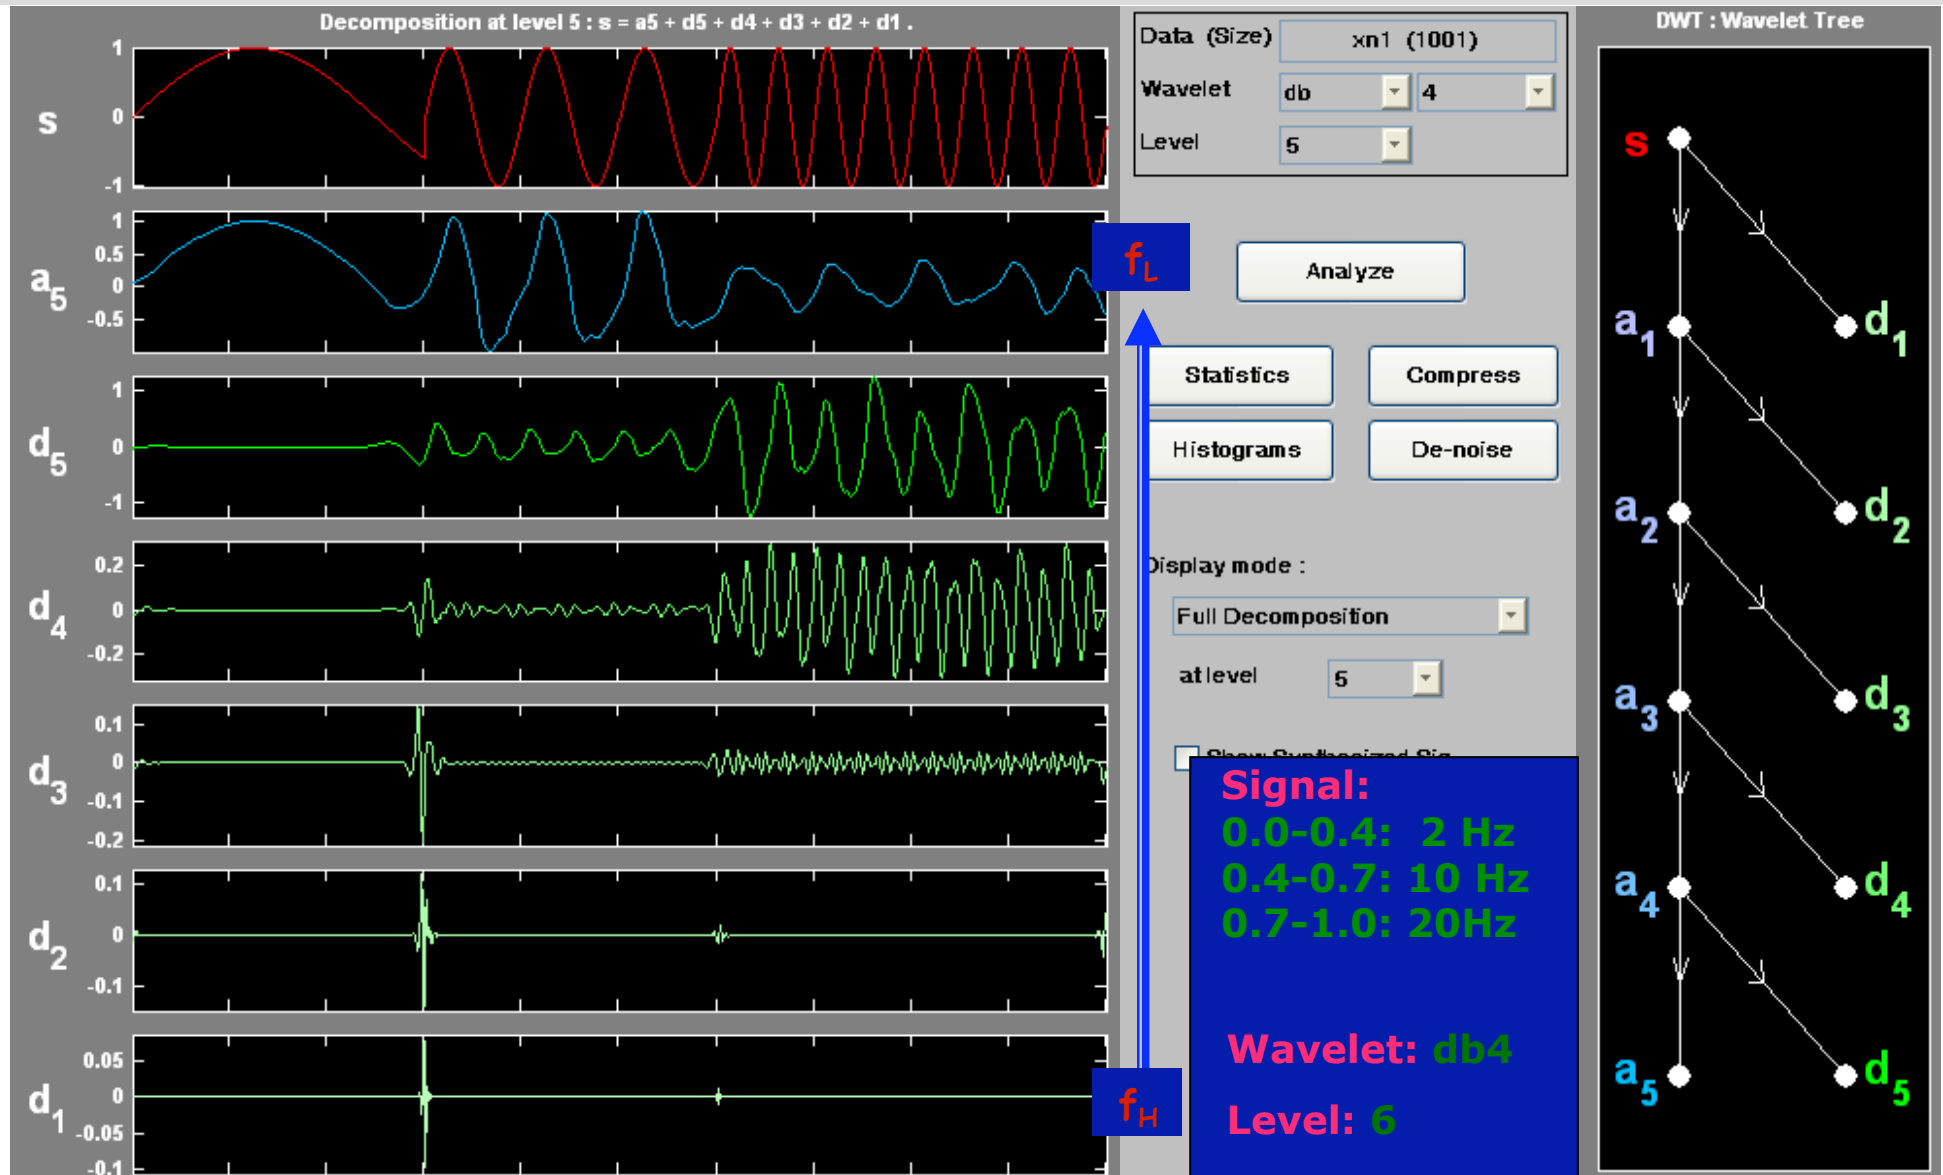 Decomposition at level 5 : s = a5 + d5 + d4 + d3 + d2 + d1 .
s
1
0
-1
a5
1
0.5
0
-0.5
d5
1
0
-1
d4
0.2
0
-0.2
d3
0.1
0
-0.1
-0.2
d2
0.1
0
-0.1
d1
0.05
0
-0.05
-0.1
fL
fH
Data (Size) xn1 (1001)
Wavelet db 4
Level 5
Analyze
Statistics Compress
Histograms De-noise
Display mode :
Full Decomposition
at level 5
Show Synthesized Sig
Signal:
0.0-0.4: 2 Hz
0.4-0.7: 10 Hz
0.7-1.0: 20Hz
Wavelet: db4
Level: 6
DWT : Wavelet Tree
s
a1 d1
a2 d2
a3 d3
a4 d4
a5 d5